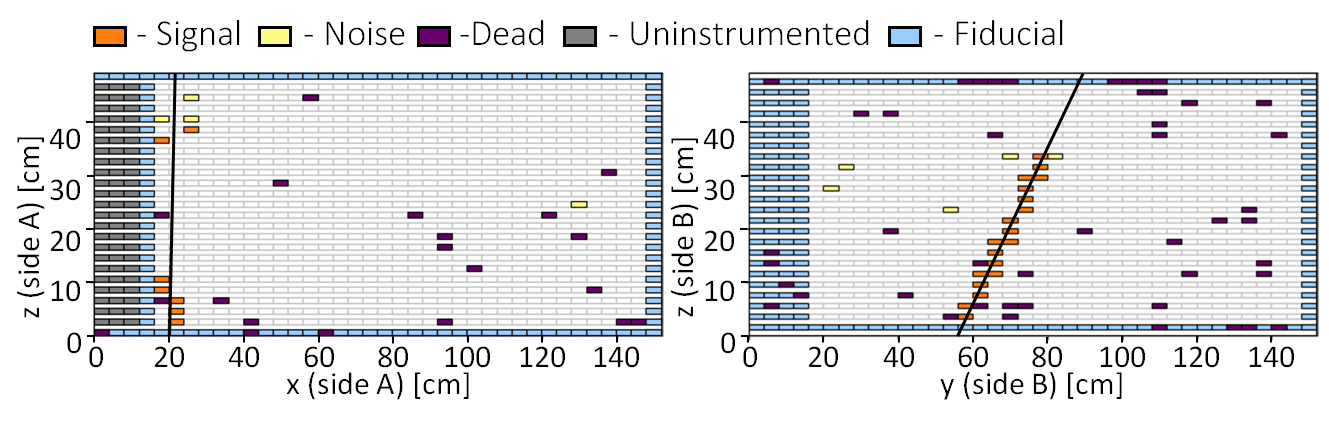 - Signal - Noise -Dead - Uninstrumented - Fiducial
z (side A) [cm]
40
30
20
10
0
0 20 40 60 80 100 120 140
x (side A) [cm]
z (side B) [cm]
40
30
20
10
0
0 20 40 60 80 100 120 140
y (side B) [cm]